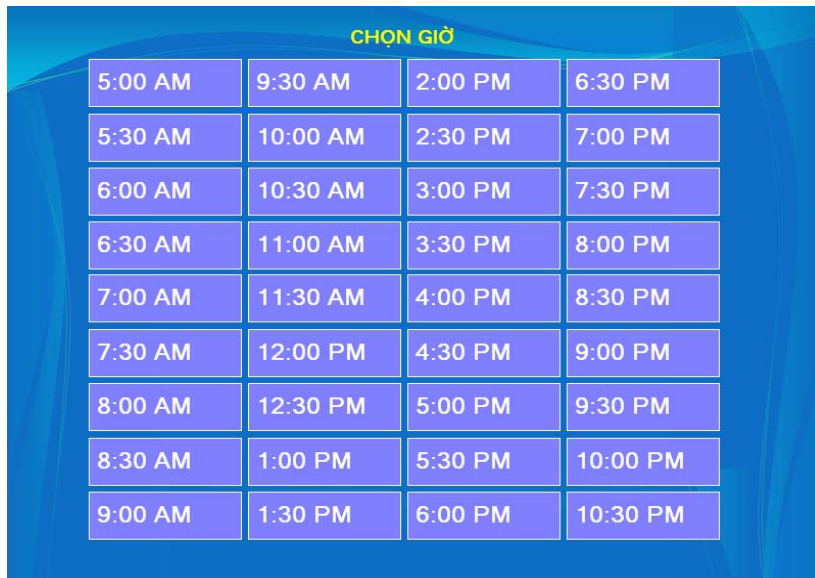 CHỌN GIỜ
5:00 AM 9:30 AM 2:00 PM 6:30 PM
5:30 AM 10:00 AM 2:30 PM 7:00 PM
6:00 AM 10:30 AM 3:00 PM 7:30 PM
6:30 AM 11:00 AM 3:30 PM 8:00 PM
7:00 AM 11:30 AM 4:00 PM 8:30 PM
7:30 AM 12:00 PM 4:30 PM 9:00 PM
8:00 AM 12:30 PM 5:00 PM 9:30 PM
8:30 AM 1:00 PM 5:30 PM 10:00 PM
9:00 AM 1:30 PM 6:00 PM 10:30 PM